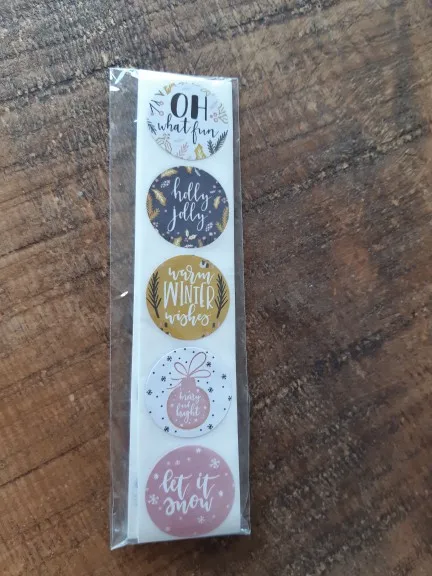 OH
what fun
holly
jolly
warm
WINTER
wishes
merry
and
bright
let it
snow